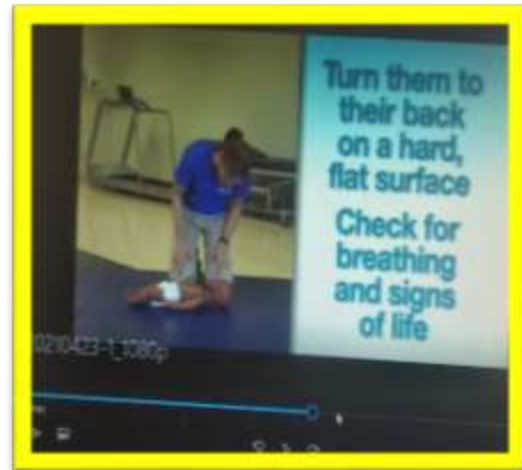 Turn them to
their back
on a hard,
flat surface
Check for
breathing
and signs
of life